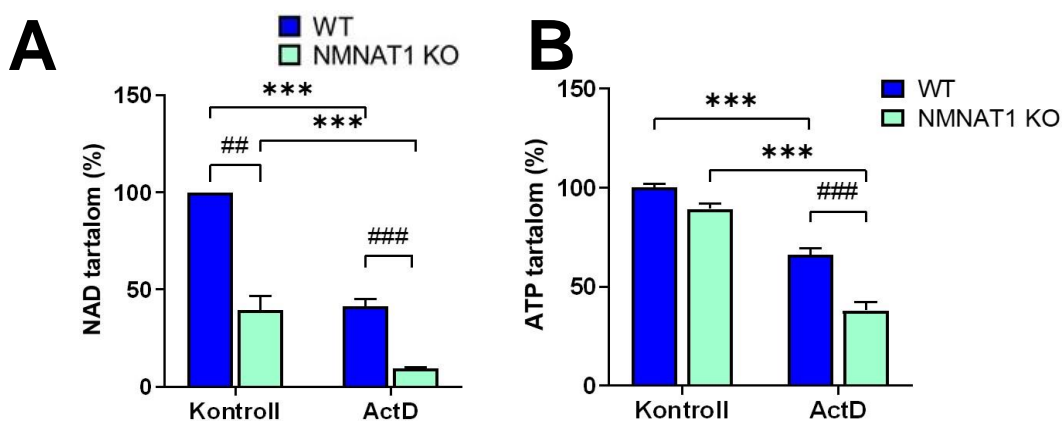 A
WT
NMNAT1 KO
NAD tartalom (%)
150
100
50
0
***
***
##
###
Kontroll
ActD
B
WT
NMNAT1 KO
ATP tartalom (%)
150
100
50
0
***
***
###
Kontroll
ActD